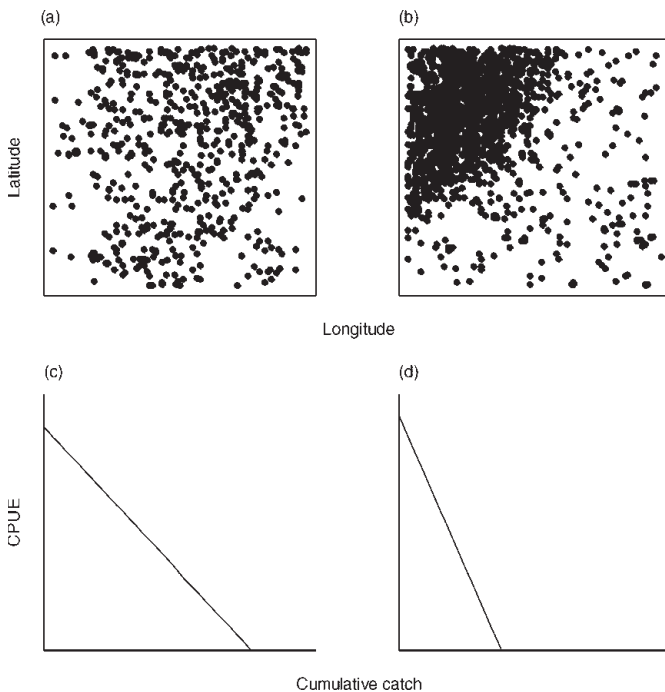 (a)
(b)
Latitude
Longitude
(c)
(d)
CPUE
Cumulative catch